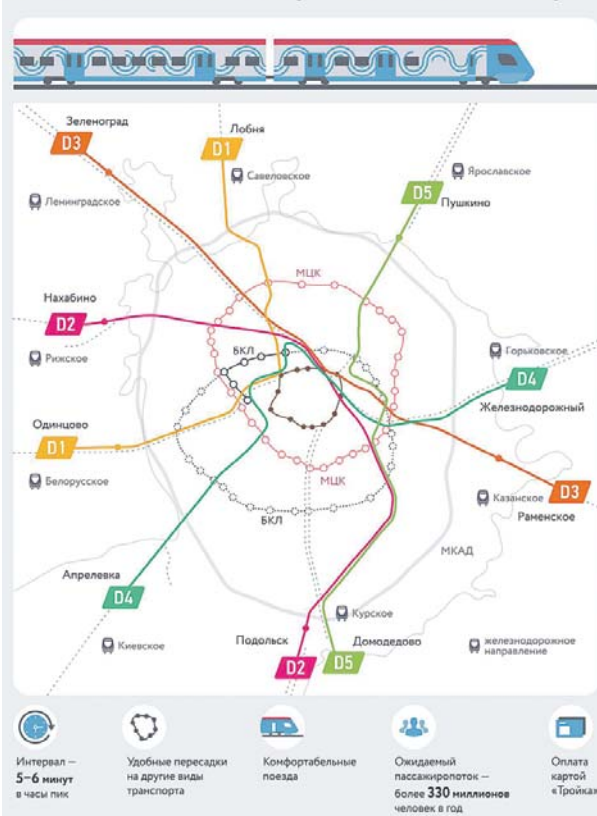 Зеленоград
D3
Лобня
D1
Савеловское
Ярославское
D5
Пушкино
Ленинградское
МЦК
Нахабино
D2
БКЛ
Рижское
Горьковское
D4
Железнодорожный
Одинцово
D1
Белорусское
МЦК
Казанское
D3
Раменское
БКЛ
МКАД
Апрелевка
D4
Курское
Киевское
Подольск
D2
D5
Домодедово
железнодорожное
направление
Интервал –
5–6 минут
в часы пик
Удобные пересадки
на другие виды
транспорта
Комфортабельные
поезда
Ожидаемый
пассажиропоток –
более 330 миллионов
человек в год
Оплата
картой
«Тройка»